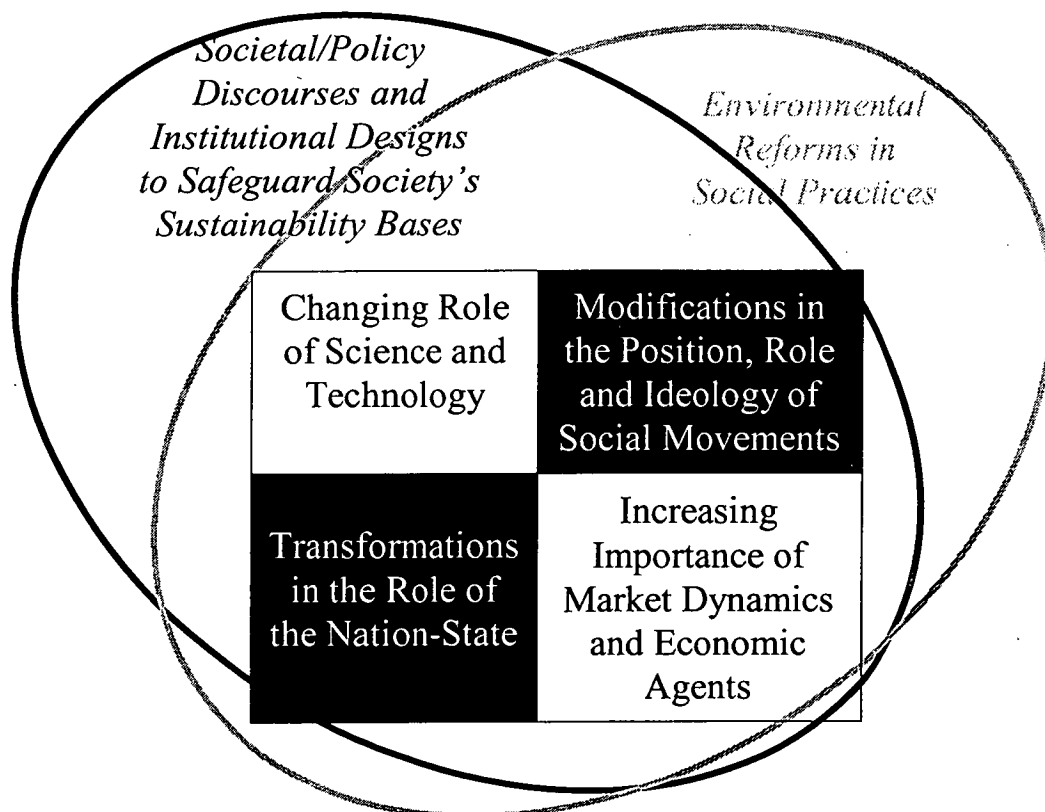 Societal/Policy
Discourses and
Institutional Designs
to Safeguard Society's
Sustainability Bases
Environmental
Reforms in
Social Practices
Changing Role
of Science and
Technology
Modifications in
the Position, Role
and Ideology of
Social Movements
Transformations
in the Role of
the Nation-State
Increasing
Importance of
Market Dynamics
and Economic
Agents